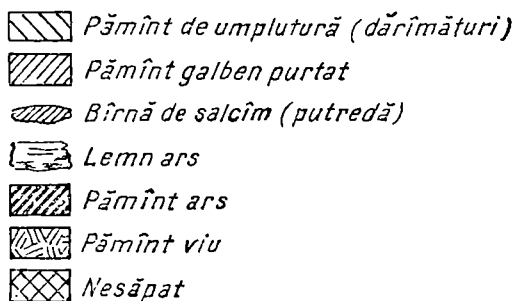 Pămînt de umplutură (dărîmături)
Pămînt galben purtat
Bîrnă de salcîm (putredă)
Lemn ars
Pămînt ars
Pămînt viu
Nesăpat